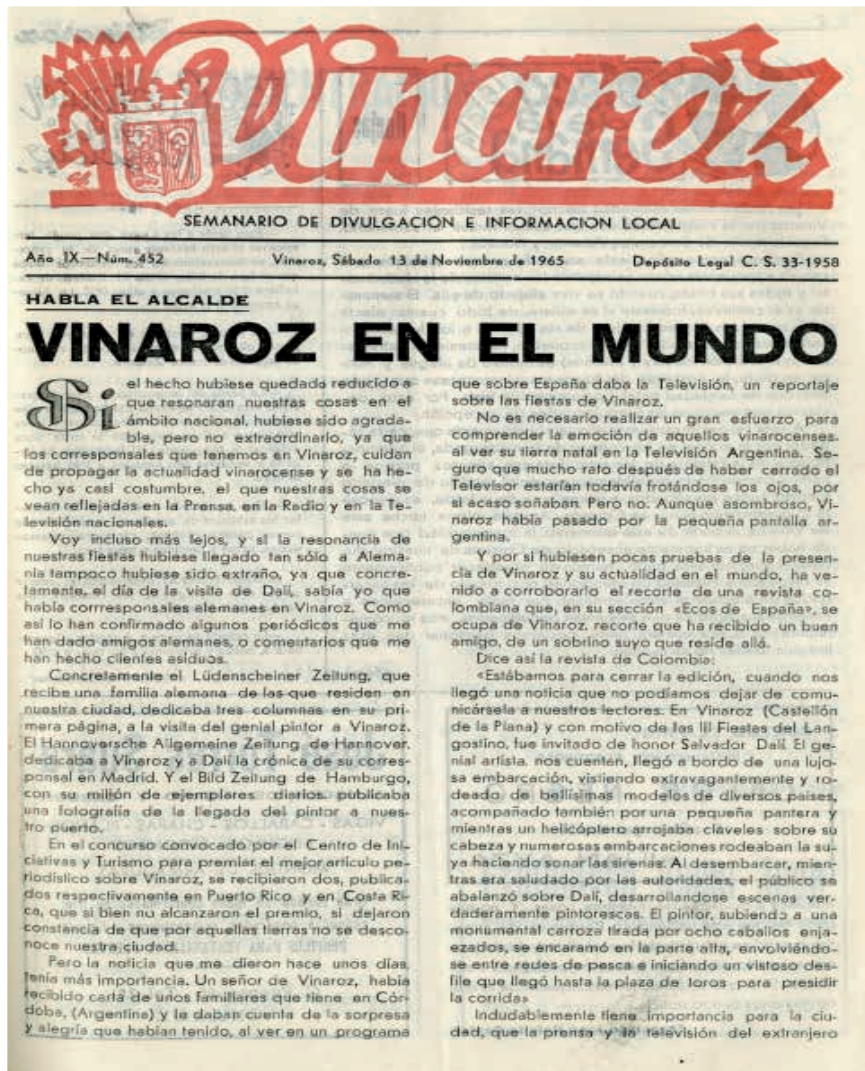 Vinaroz
SEMANARIO DE DIVULGACION E INFORMACION LOCAL
Año IX—Núm. 452 Vinaroz, Sábado 13 de Noviembre de 1965 Depósito Legal C. S. 33-1958
HABLA EL ALCALDE
VINAROZ EN EL MUNDO
Si el hecho hubiese quedado reducido a
que resonaran nuestras cosas en el
ámbito nacional, hubiese sido agrada-
ble, pero no extraordinario, ya que
los corresponsales que tenemos en Vinaroz, cuidan
de propagar la actualidad vinarocense y se ha he-
cho ya casi costumbre, el que nuestras cosas se
vean reflejadas en la Prensa, en la Radio y en la Te-
levisión nacionales.
Voy incluso más lejos, y si la resonancia de
nuestras fiestas hubiese llegado tan sólo a Alema-
nia tampoco hubiese sido extraño, ya que concre-
tamente, el día de la visita de Dalí, sabía yo que
había corrresponsales alemanes en Vinaroz. Como
así lo han confirmado algunos periódicos que me
han dado amigos alemanes, o comentarios que me
han hecho clientes asiduos.
Concretamente el Lüdenscheiner Zeitung, que
recibe una familia alemana de las que residen en
nuestra ciudad, dedicaba tres columnas en su pri-
mera página, a la visita del genial pintor a Vinaroz.
El Hannoversche Allgemeine Zeitung de Hannover,
dedicaba a Vinaroz y a Dalí la crónica de su corres-
ponsal en Madrid. Y el Bild Zeitung de Hamburgo,
con su millón de ejemplares diarios, publicaba
una fotografía de la llegada del pintor a nues-
tro puerto.
En el concurso convocado por el Centro de Ini-
ciativas y Turismo para premiar el mejor artículo pe-
riodístico sobre Vinaroz, se recibieron dos, publica-
dos respectivamente en Puerto Rico y en Costa Ri-
ca, que si bien no alcanzaron el premio, si dejaron
constancia de que por aquellas tierras no se desco-
noce nuestra ciudad.
Pero la noticia que me dieron hace unos días,
tenía más importancia. Un señor de Vinaroz, había
recibido carta de unos familiares que tiene en Cór-
doba, (Argentina) y le daban cuenta de la sorpresa
y alegría que habían tenido, al ver en un programa
que sobre España daba la Televisión, un reportaje
sobre las fiestas de Vinaroz.
No es necesario realizar un gran esfuerzo para
comprender la emoción de aquellos vinarocenses,
al ver su tierra natal en la Televisión Argentina. Se-
guro que mucho rato después de haber cerrado el
Televisor estarían todavía frotándose los ojos, por
si acaso soñaban. Pero no. Aunque asombroso, Vi-
naroz había pasado por la pequeña pantalla ar-
gentina.
Y por si hubiesen pocas pruebas de la presen-
cia de Vinaroz y su actualidad en el mundo, ha ve-
nido a corroborarlo el recorte de una revista co-
lombiana que, en su sección «Ecos de España», se
ocupa de Vinaroz, recorte que ha recibido un buen
amigo, de un sobrino suyo que reside allá.
Dice así la revista de Colombia:
«Estábamos para cerrar la edición, cuando nos
llegó una noticia que no podíamos dejar de comu-
nicársela a nuestros lectores. En Vinaroz (Castellón
de la Plana) y con motivo de las III Fiestas del Lan-
gostino, fue invitado de honor Salvador Dalí. El ge-
nial artista, nos cuentan, llegó a bordo de una lujo-
sa embarcación, vistiendo extravagantemente y ro-
deado de bellísimas modelos de diversos países,
acompañado también por una pequeña pantera y
mientras un helicóptero arrojaba claveles sobre su
cabeza y numerosas embarcaciones rodeaban la su-
ya haciendo sonar las sirenas. Al desembarcar, mien-
tras era saludado por las autoridades, el público se
abalanzó sobre Dalí, desarrollandose escenas ver-
daderamente pintorescas. El pintor, subiendo a una
monumental carroza tirada por ocho caballos enja-
ezados, se encaramó en la parte alta, envolviéndo-
se entre redes de pesca e iniciando un vistoso des-
file que llegó hasta la plaza de toros para presidir
la corrida»
Indudablemente tiene importancia para la ciu-
dad, que la prensa y la televisión del extranjero